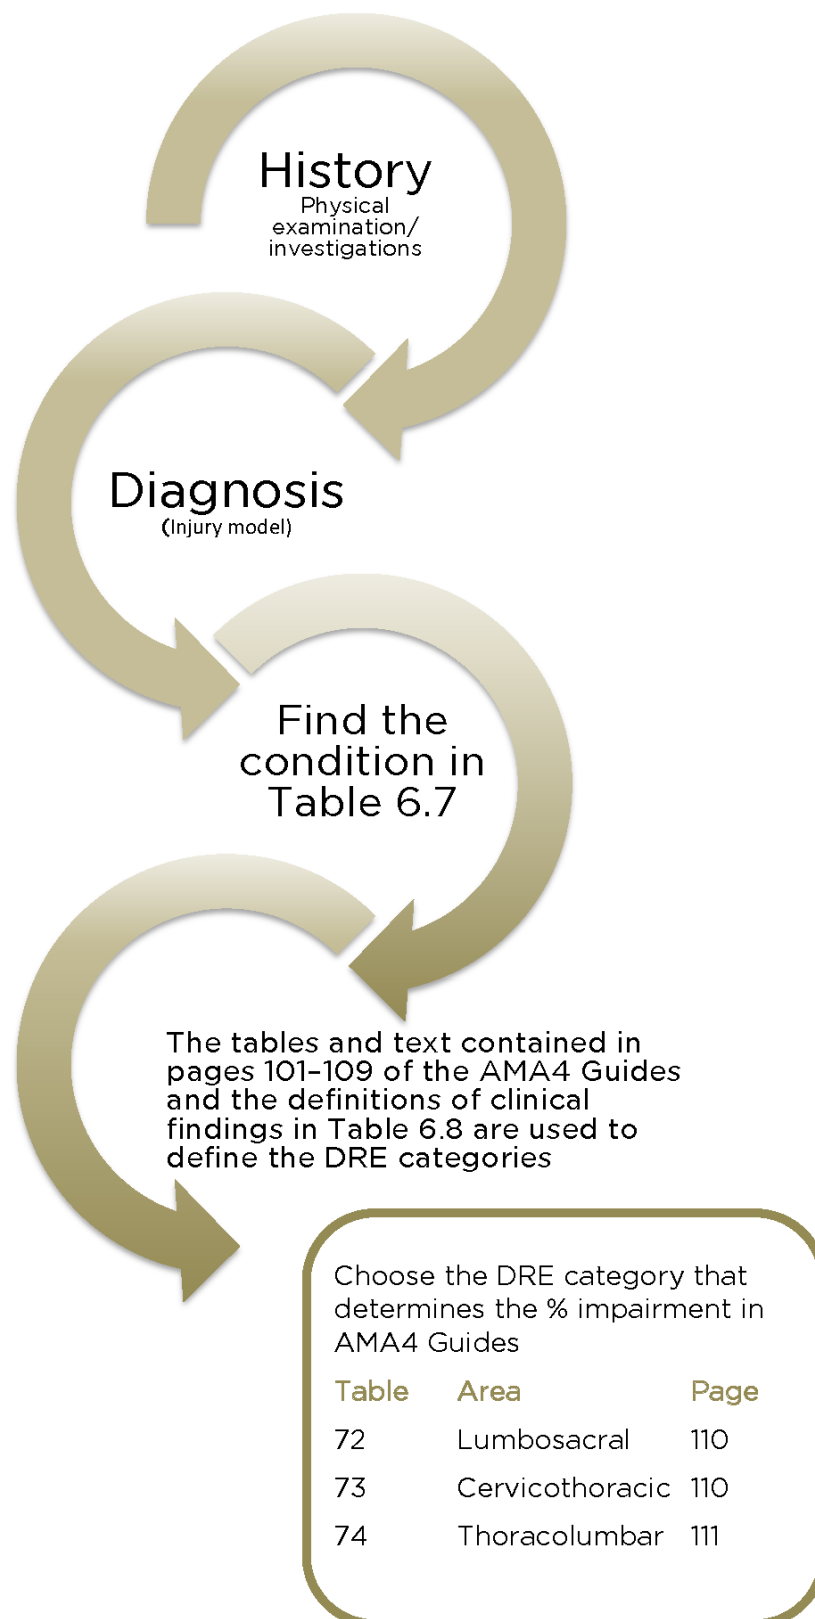 History
Physical
examination/
investigations
Diagnosis
(Injury model)
Find the
condition in
Table 6.7
The tables and text contained in
pages 101–109 of the AMA4 Guides
and the definitions of clinical
findings in Table 6.8 are used to
define the DRE categories
Choose the DRE category that
determines the % impairment in
AMA4 Guides
Table Area Page
72 Lumbosacral 110
73 Cervicothoracic 110
74 Thoracolumbar 111